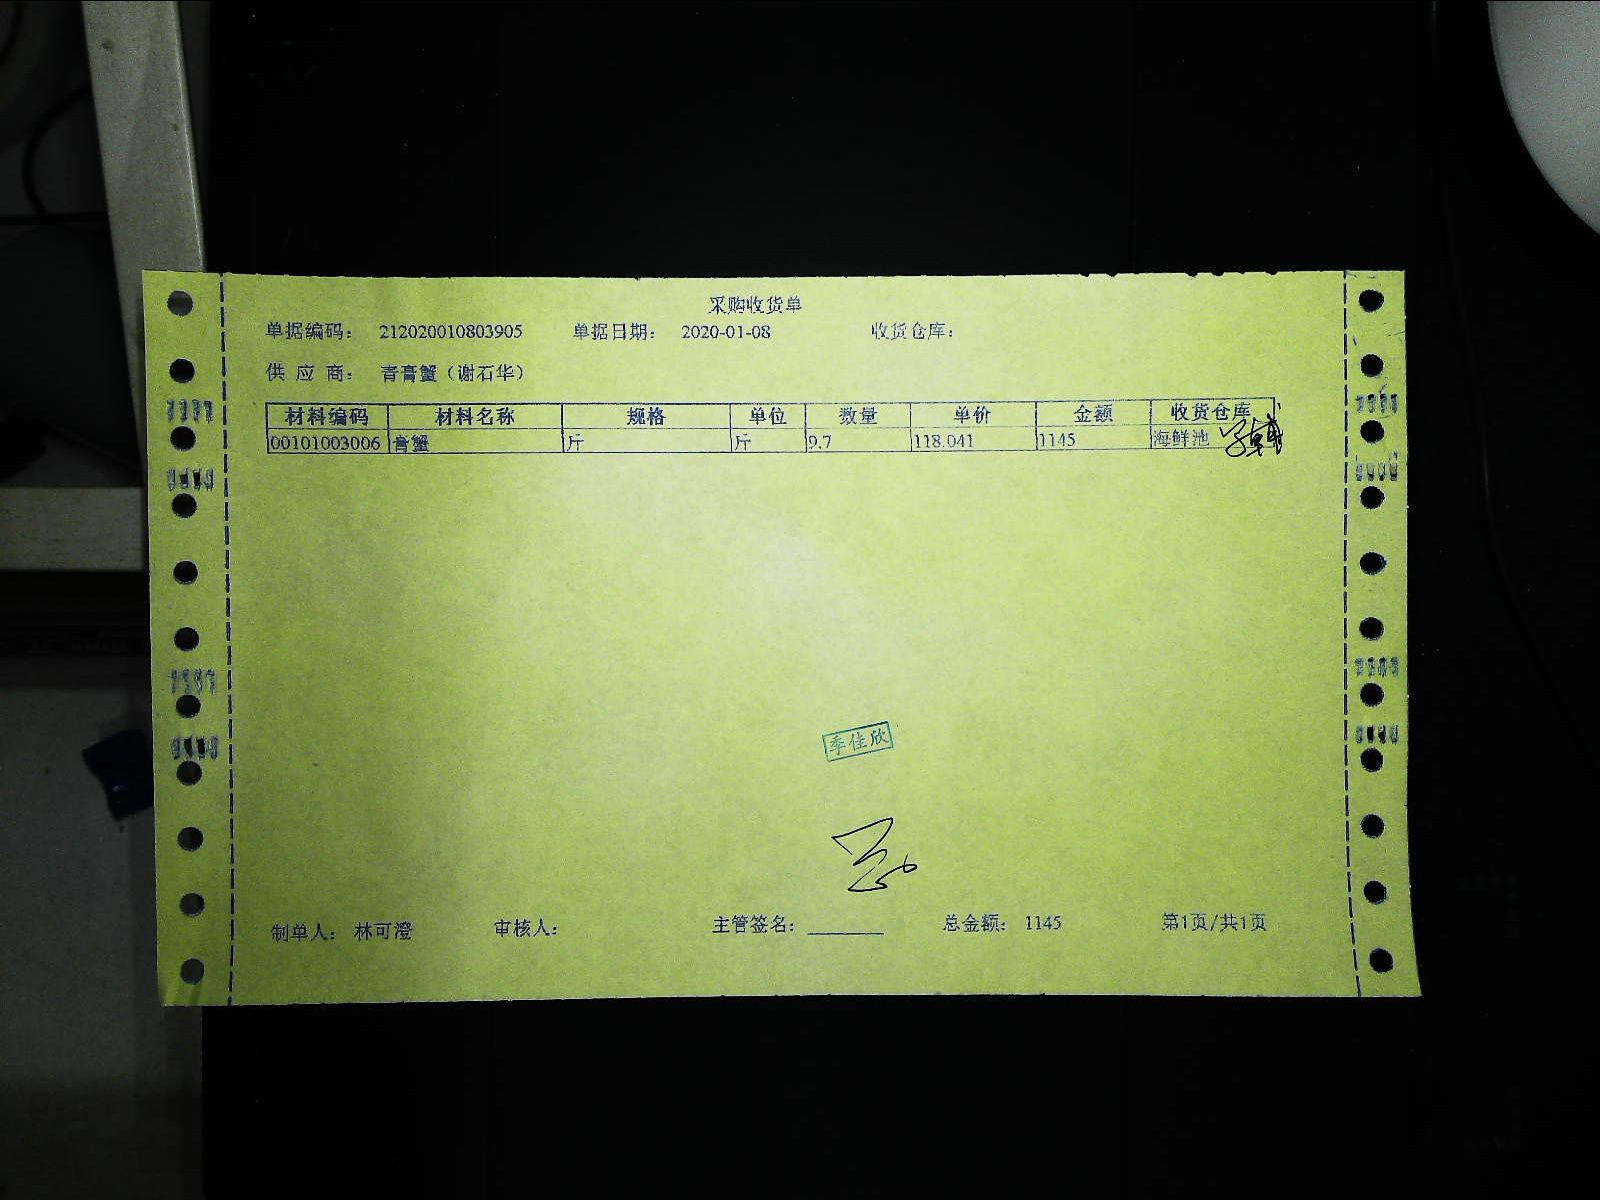 采购收货单
单据编码： 212020010803905 单据日期： 2020-01-08 收货仓库：
供 应 商： 青膏蟹（谢石华）
材料编码 材料名称 规格 单位 数量 单价 金额 收货仓库
00101003006 膏蟹 斤 斤 9.7 118.041 1145 海鲜池
季佳欣
制单人： 林可澄 审核人： 主管签名： ________ 总金额： 1145 第1页/共1页